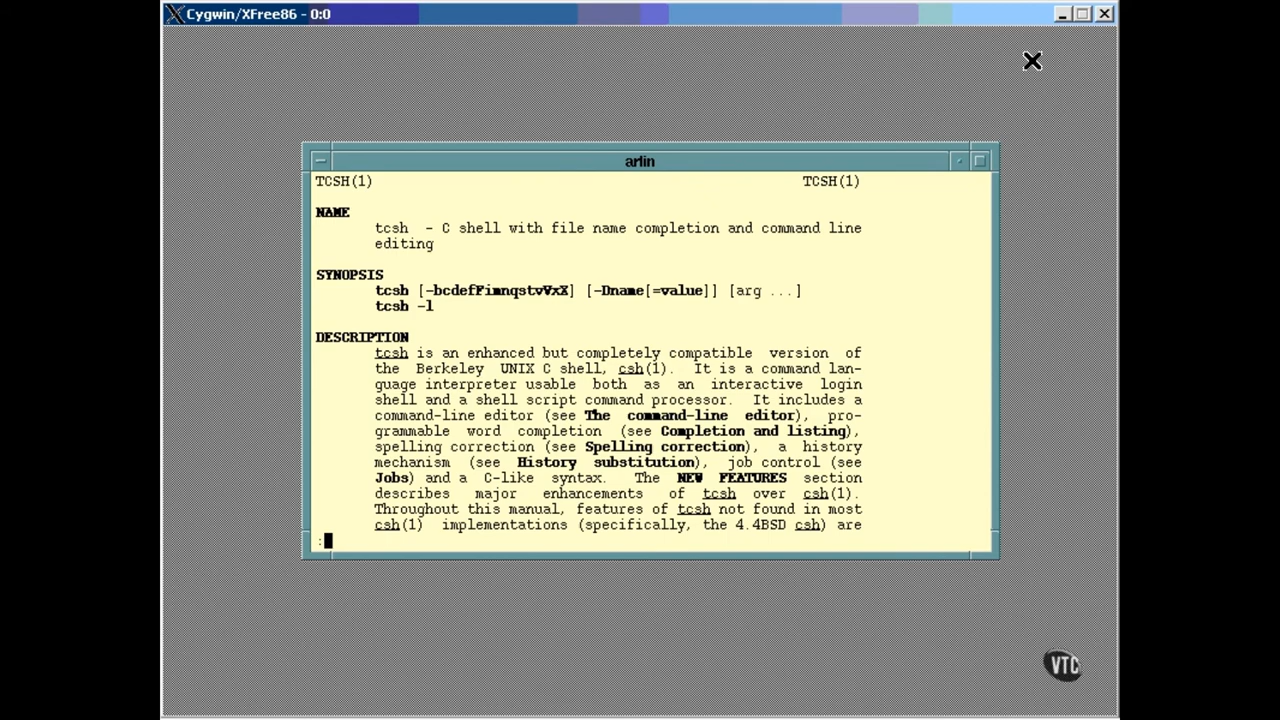 Cygwin/XFree86 - 0:0
arlin
TCSH(1) TCSH(1)
NAME
tcsh - C shell with file name completion and command line
editing
SYNOPSIS
tcsh [-bcdefFimnqstvVxX] [-Dname[=value]] [arg ...]
tcsh -l
DESCRIPTION
tcsh is an enhanced but completely compatible version of
the Berkeley UNIX C shell, csh(1). It is a command lan-
guage interpreter usable both as an interactive login
shell and a shell script command processor. It includes a
command-line editor (see The command-line editor), pro-
grammable word completion (see Completion and listing),
spelling correction (see Spelling correction), a history
mechanism (see History substitution), job control (see
Jobs) and a C-like syntax. The NEW FEATURES section
describes major enhancements of tcsh over csh(1).
Throughout this manual, features of tcsh not found in most
csh(1) implementations (specifically, the 4.4BSD csh) are
:
VTC